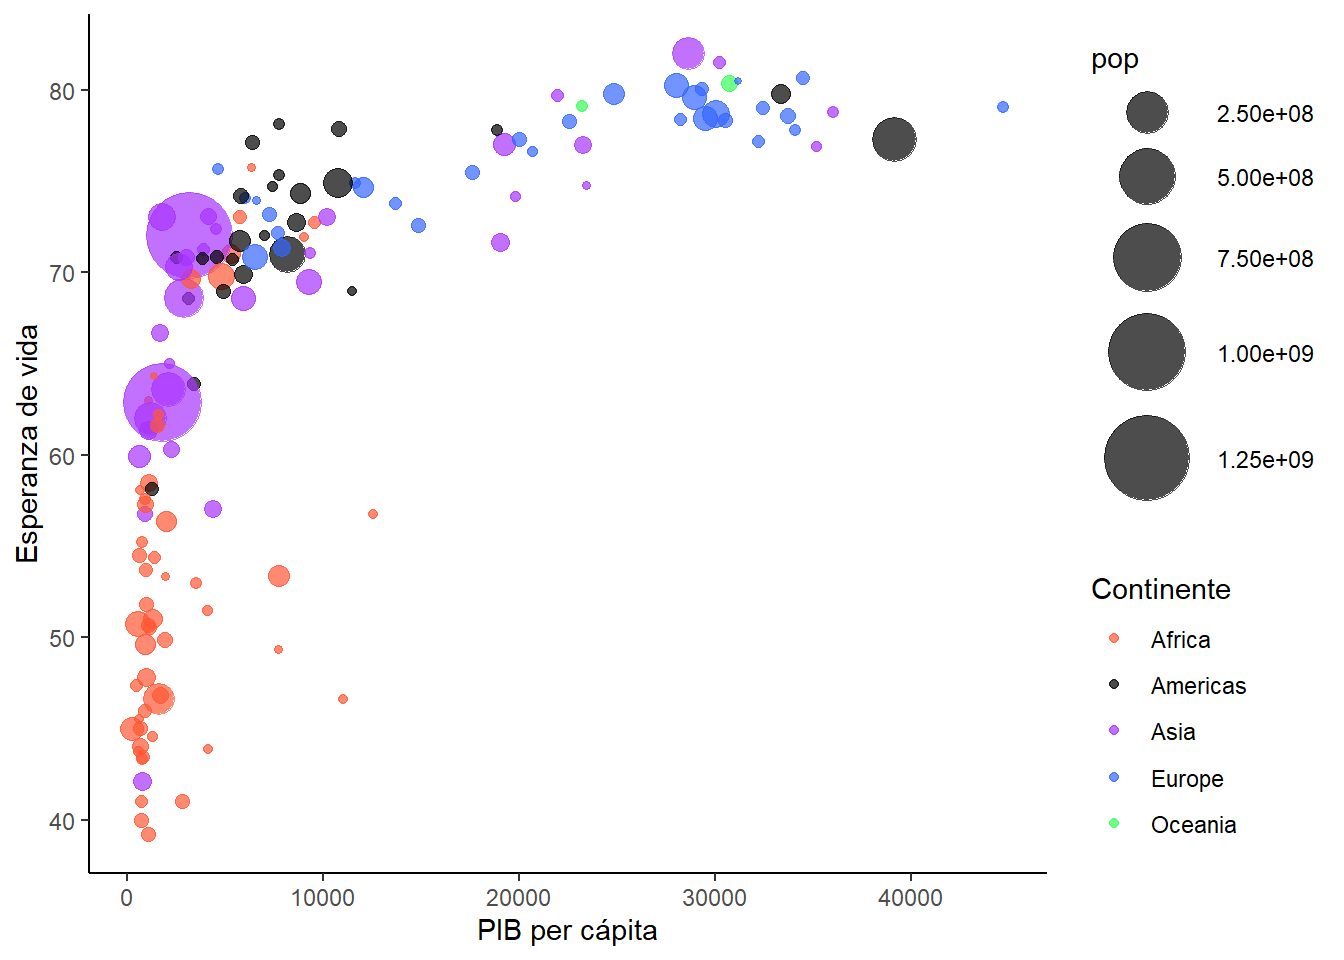 80
70
60
50
40
Esperanza de vida
0
10000
20000
30000
40000
PIB per cápita
pop
2.50e+08
5.00e+08
7.50e+08
1.00e+09
1.25e+09
Continente
Africa
Americas
Asia
Europe
Oceania